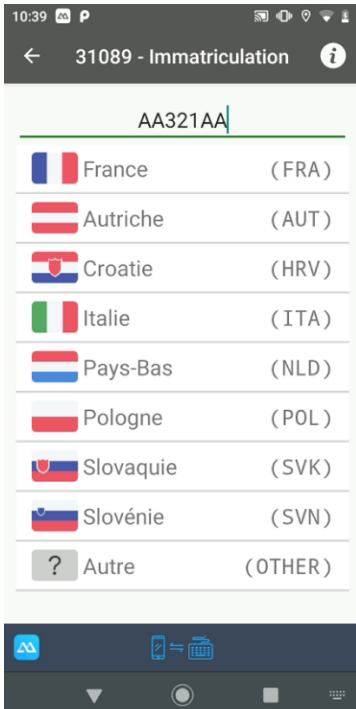 10:39
31089 - Immatriculation
AA321AA
France (FRA)
Autriche (AUT)
Croatie (HRV)
Italie (ITA)
Pays-Bas (NLD)
Pologne (POL)
Slovaquie (SVK)
Slovénie (SVN)
? Autre (OTHER)